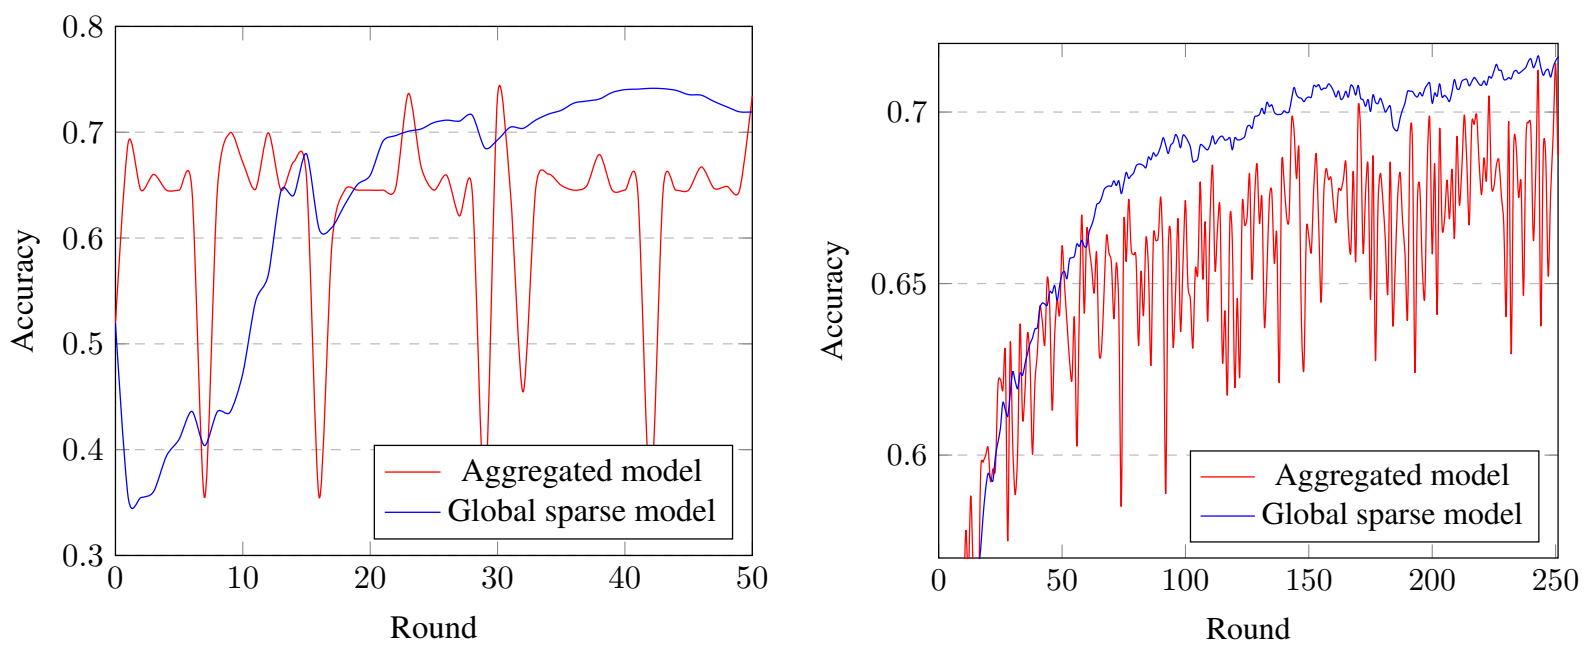 0.8
0.7
0.6
0.5
0.4
0.3
Accuracy
0 10 20 30 40 50
Round
Aggregated model
Global sparse model
0.7
0.65
0.6
Accuracy
0 50 100 150 200 250
Round
Aggregated model
Global sparse model